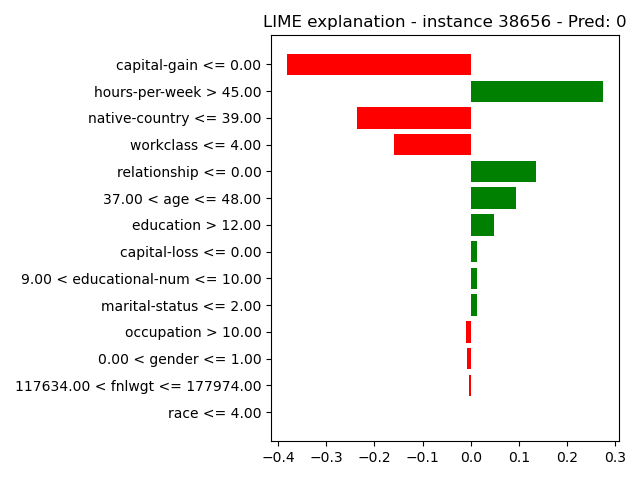 LIME explanation - instance 38656 - Pred: 0
capital-gain <= 0.00
hours-per-week > 45.00
native-country <= 39.00
workclass <= 4.00
relationship <= 0.00
37.00 < age <= 48.00
education > 12.00
capital-loss <= 0.00
9.00 < educational-num <= 10.00
marital-status <= 2.00
occupation > 10.00
0.00 < gender <= 1.00
117634.00 < fnlwgt <= 177974.00
race <= 4.00
−0.4 −0.3 −0.2 −0.1 0.0 0.1 0.2 0.3